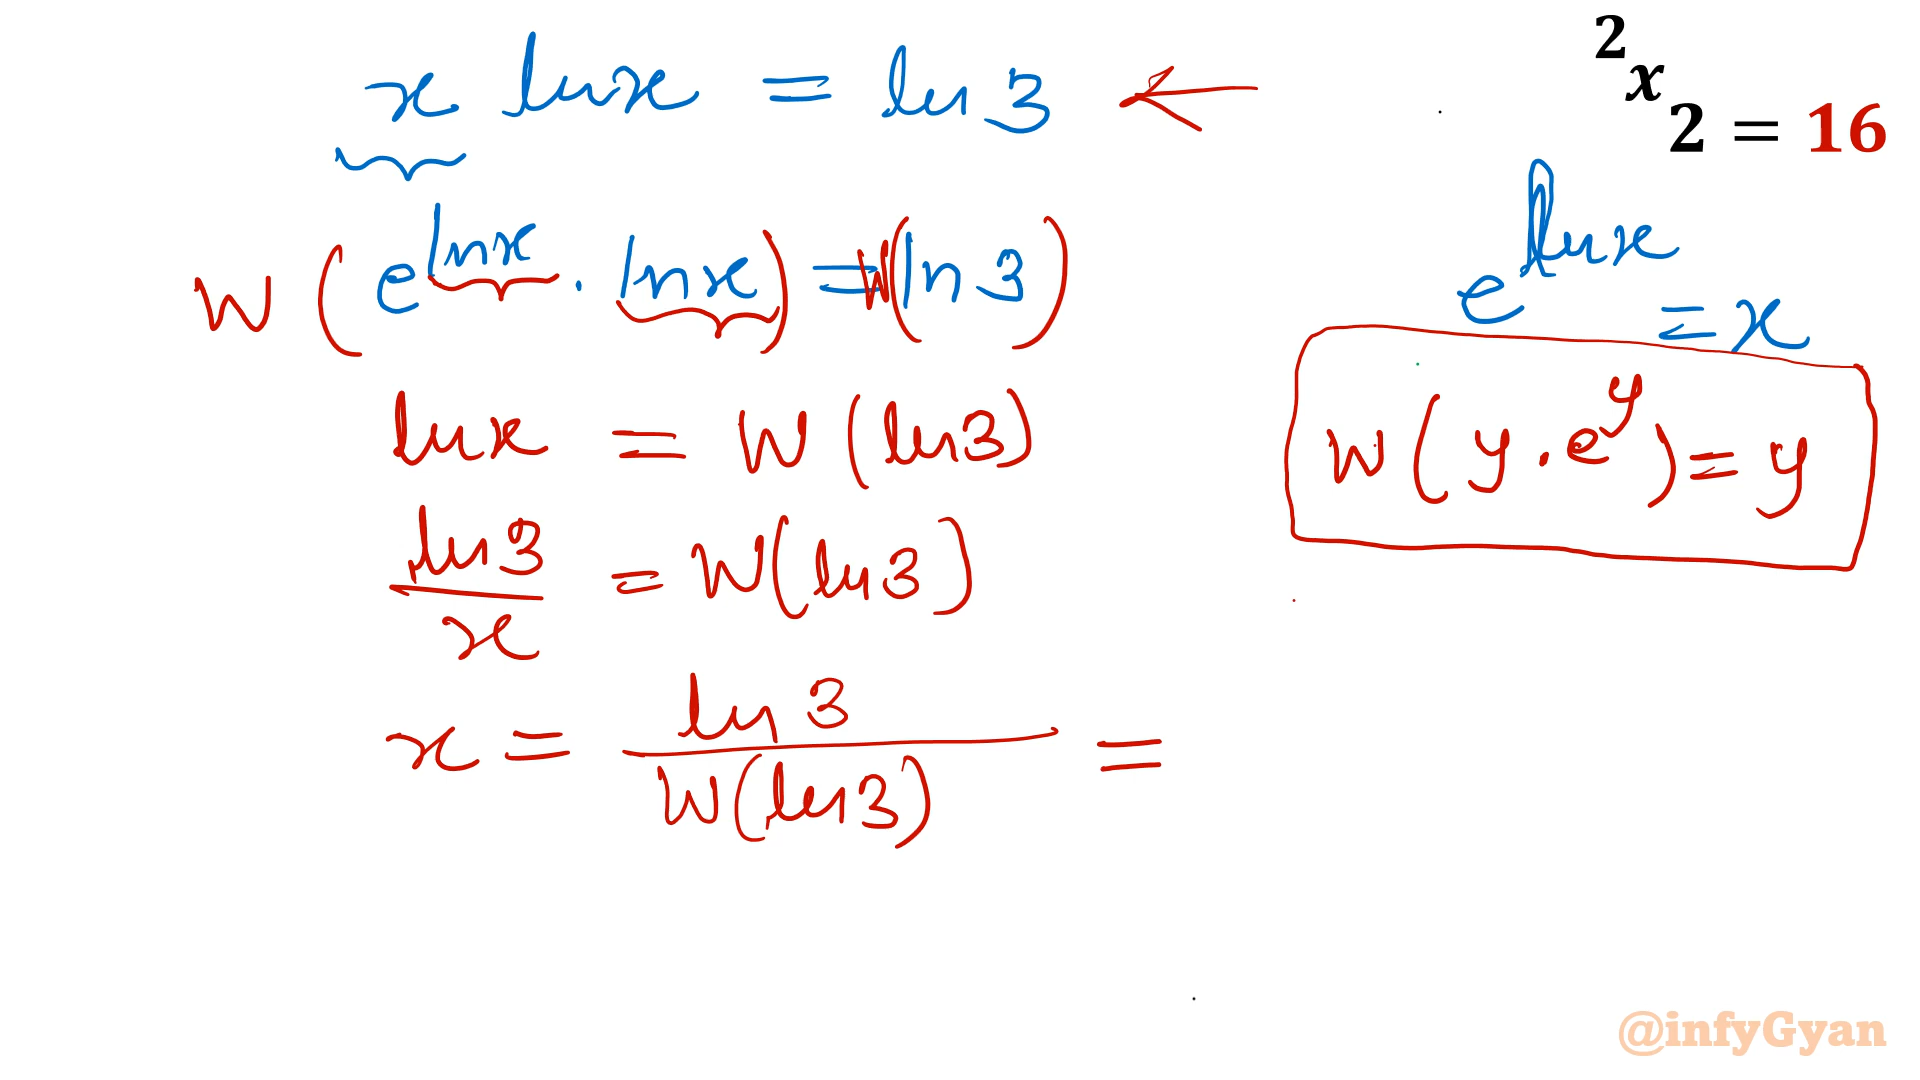 x ln x = ln 3 ←
²ˣ2 = 16
e^{ln x} = x
W(e^{ln x} · ln x) = W(ln 3)
W(y · e^y) = y
ln x = W(ln 3)
ln 3 / x = W(ln 3)
x = ln 3 / W(ln 3) =
@infyGyan